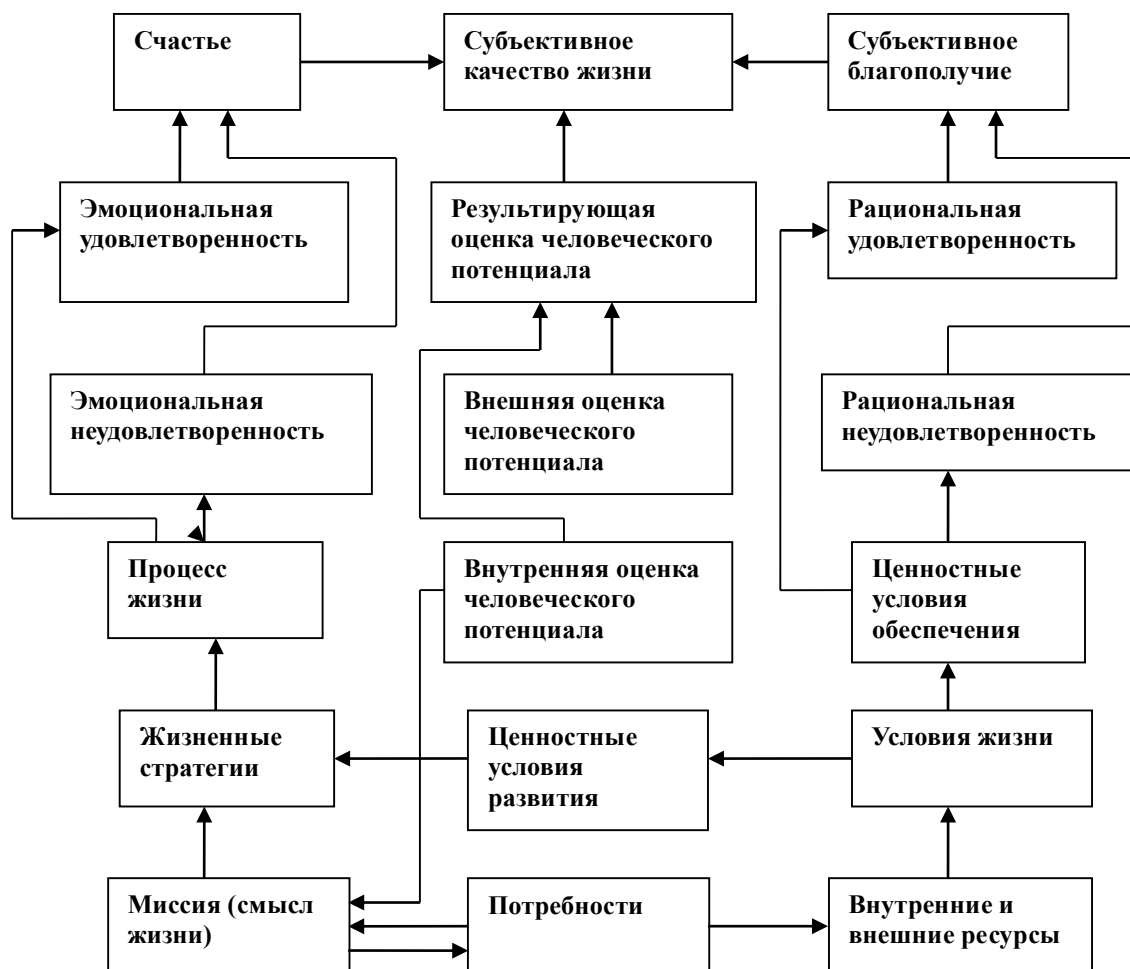 Счастье
Субъективное
качество жизни
Субъективное
благополучие
Эмоциональная
удовлетворенность
Результирующая
оценка человеческого
потенциала
Рациональная
удовлетворенность
Эмоциональная
неудовлетворенность
Внешняя оценка
человеческого
потенциала
Рациональная
неудовлетворенность
Процесс
жизни
Внутренняя оценка
человеческого
потенциала
Ценностные
условия
обеспечения
Жизненные
стратегии
Ценностные
условия
развития
Условия жизни
Миссия (смысл
жизни)
Потребности
Внутренние и
внешние ресурсы